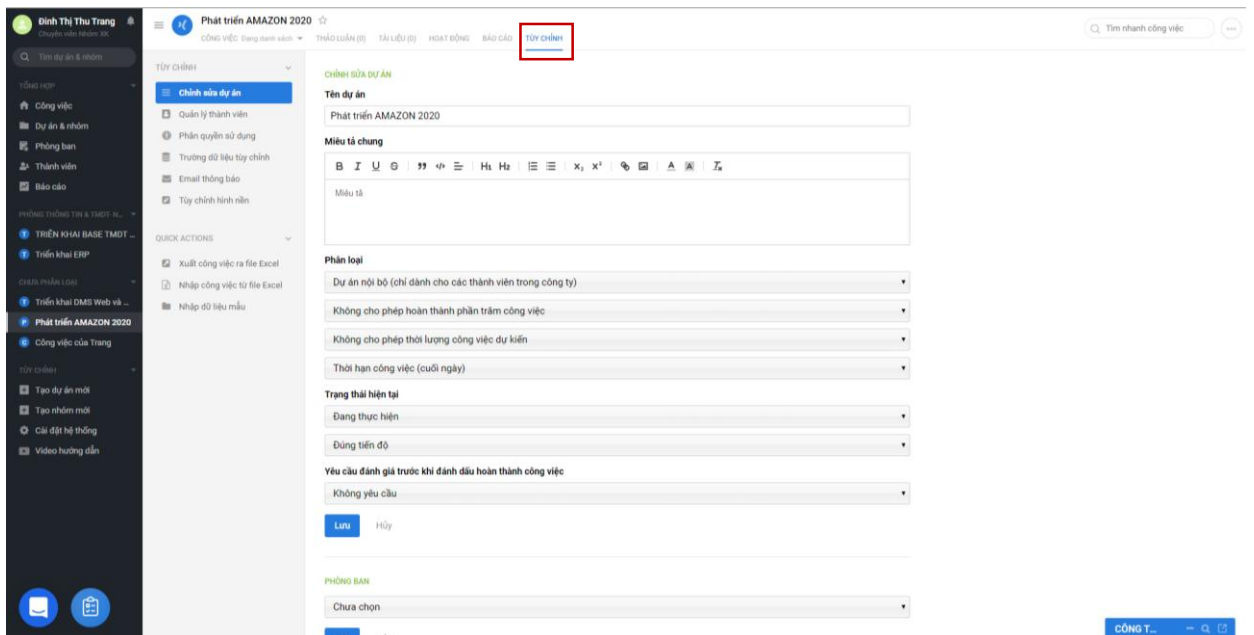 Đinh Thị Thu Trang
Chuyên viên Nhóm XK
Tìm dự án & nhóm
TỔNG HỢP
Công việc
Dự án & nhóm
Phòng ban
Thành viên
Báo cáo
PHÒNG THÔNG TIN & TMĐT- N...
TRIỂN KHAI BASE TMDT ...
Triển khai ERP
CHƯA PHÂN LOẠI
Triển khai DMS Web và ...
Phát triển AMAZON 2020
Công việc của Trang
TÙY CHỈNH
Tạo dự án mới
Tạo nhóm mới
Cài đặt hệ thống
Video hướng dẫn
Phát triển AMAZON 2020
CÔNG VIỆC Dạng danh sách THẢO LUẬN (0) TÀI LIỆU (0) HOẠT ĐỘNG BÁO CÁO TÙY CHỈNH
Tìm nhanh công việc
TÙY CHỈNH
Chỉnh sửa dự án
Quản lý thành viên
Phân quyền sử dụng
Trường dữ liệu tùy chỉnh
Email thông báo
Tùy chỉnh hình nền
QUICK ACTIONS
Xuất công việc ra file Excel
Nhập công việc từ file Excel
Nhập dữ liệu mẫu
CHỈNH SỬA DỰ ÁN
Tên dự án
Phát triển AMAZON 2020
Miêu tả chung
B I U S H1 H2 X2 X² A A Tx
Miêu tả
Phân loại
Dự án nội bộ (chỉ dành cho các thành viên trong công ty)
Không cho phép hoàn thành phần trăm công việc
Không cho phép thời lượng công việc dự kiến
Thời hạn công việc (cuối ngày)
Trạng thái hiện tại
Đang thực hiện
Đúng tiến độ
Yêu cầu đánh giá trước khi đánh dấu hoàn thành công việc
Không yêu cầu
Lưu Hủy
PHÒNG BAN
Chưa chọn
CÔNG T...